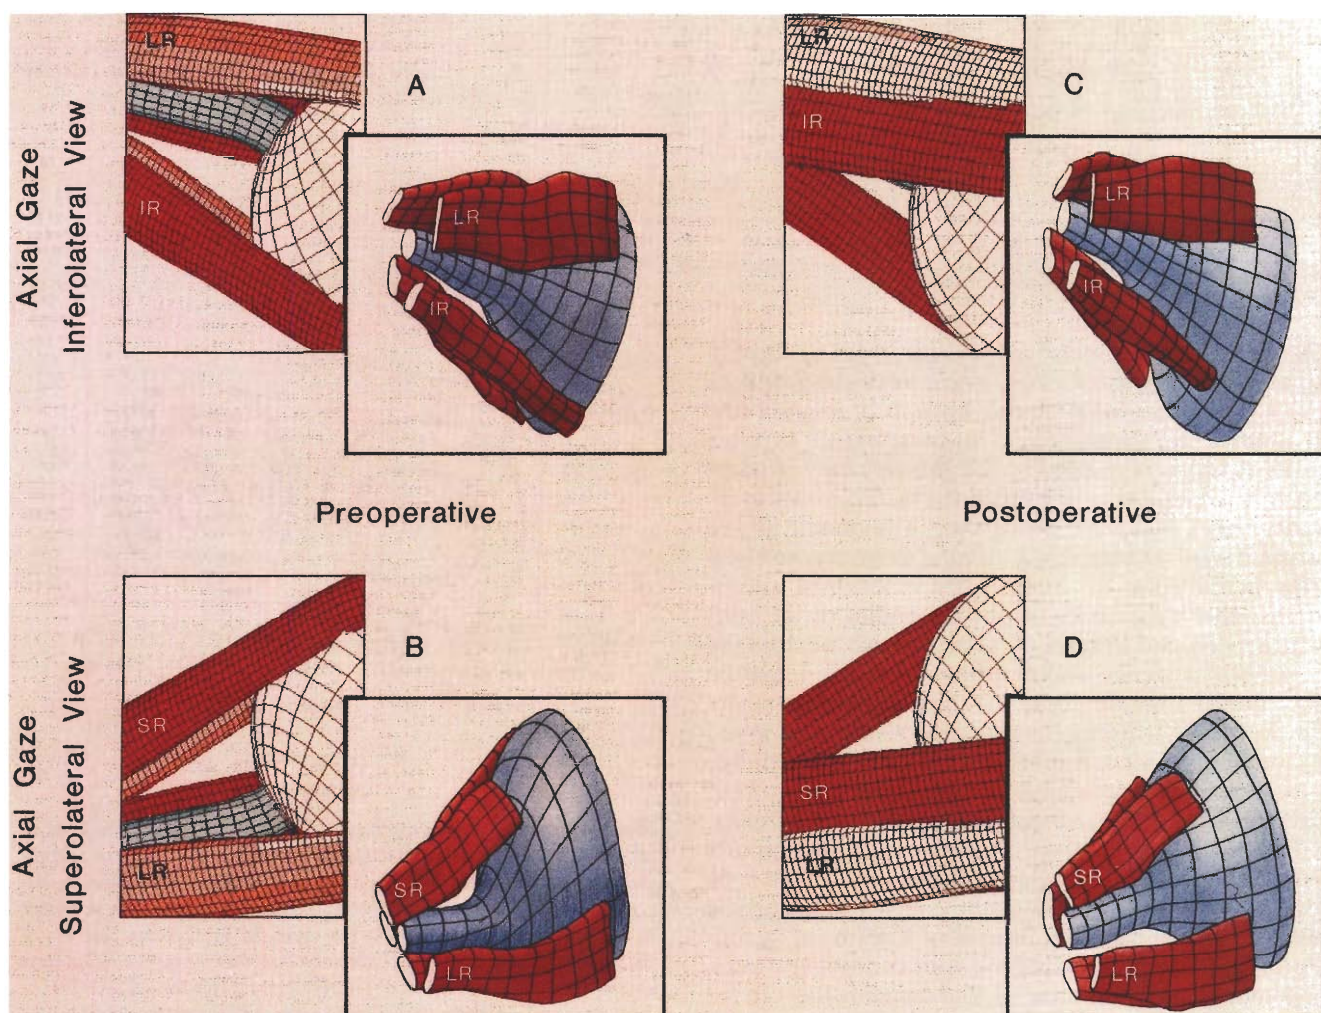 Axial Gaze
Inferolateral View
LR
IR
A
LR
IR
LR
IR
C
LR
IR
Preoperative
Postoperative
Axial Gaze
Superolateral View
SR
LR
B
SR
LR
SR
LR
D
SR
LR